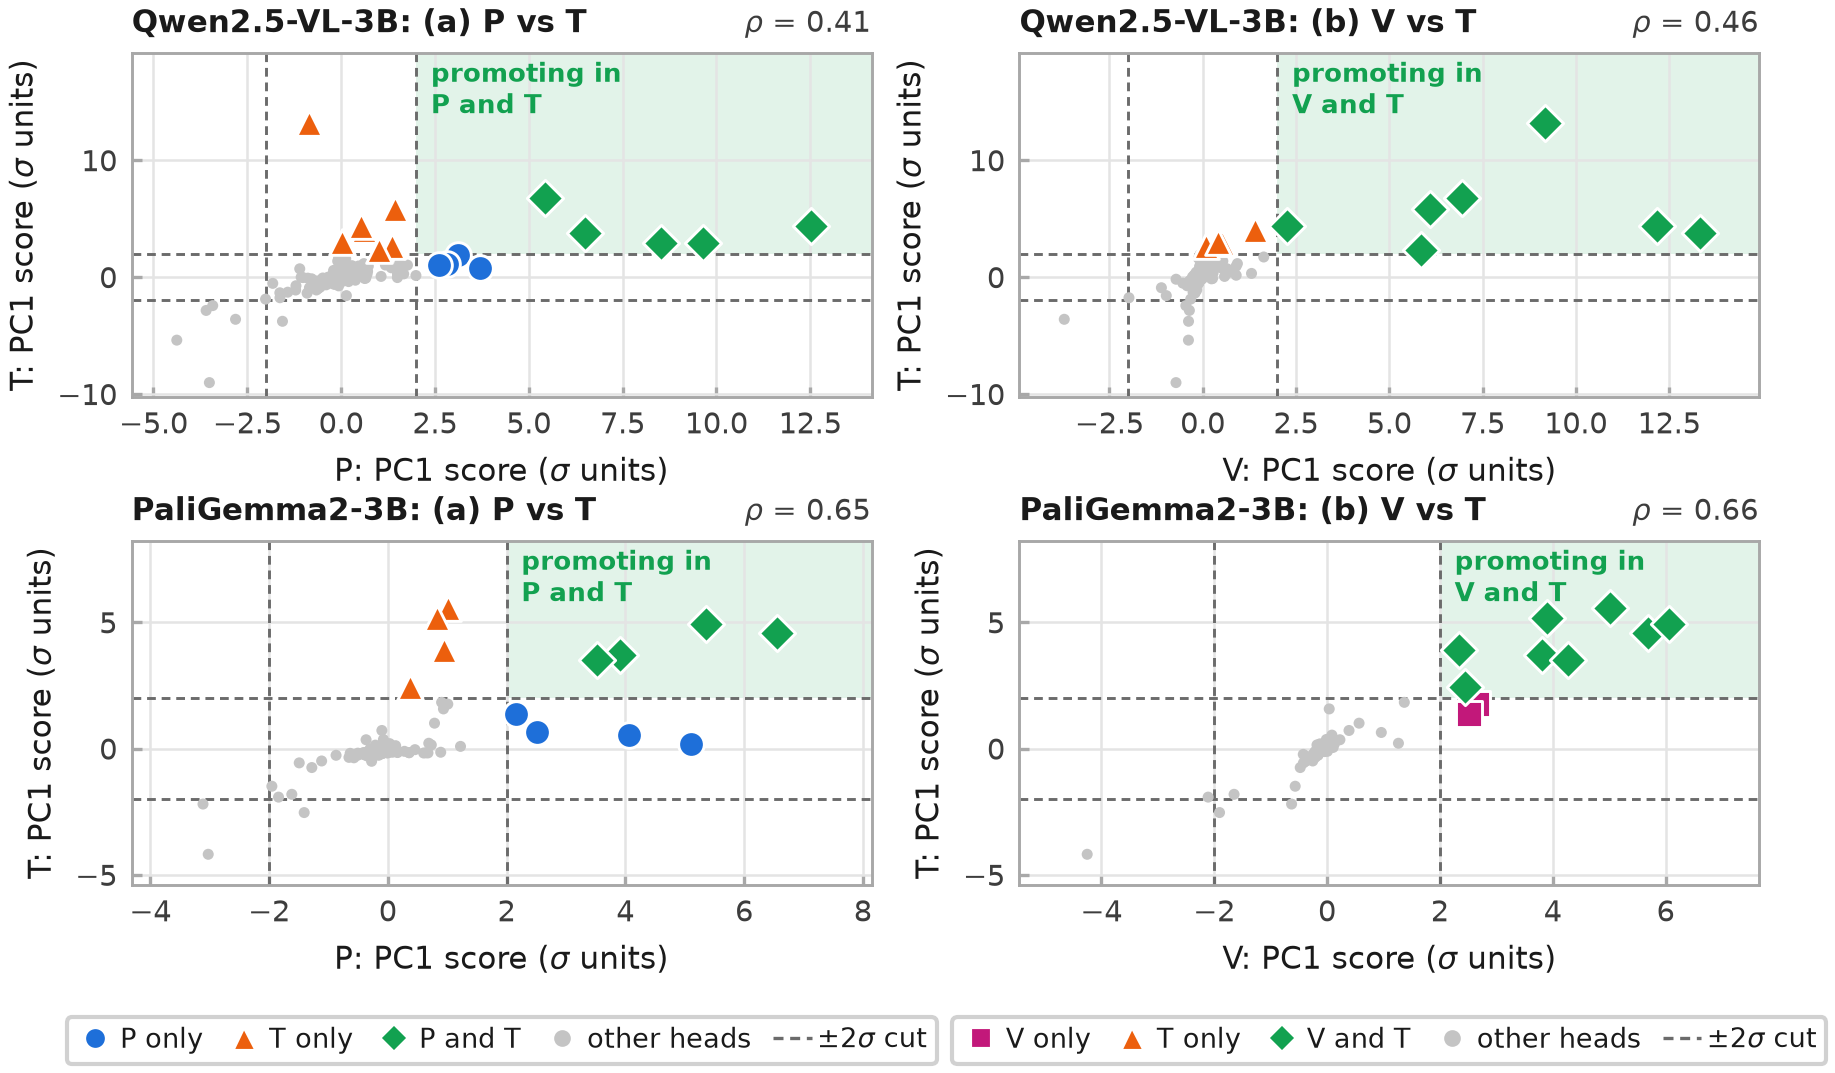 Qwen2.5-VL-3B: (a) P vs T
ρ = 0.41
T: PC1 score (σ units)
promoting in
P and T
10
0
−10
−5.0 −2.5 0.0 2.5 5.0 7.5 10.0 12.5
P: PC1 score (σ units)
Qwen2.5-VL-3B: (b) V vs T
ρ = 0.46
T: PC1 score (σ units)
promoting in
V and T
10
0
−10
−2.5 0.0 2.5 5.0 7.5 10.0 12.5
V: PC1 score (σ units)
PaliGemma2-3B: (a) P vs T
ρ = 0.65
T: PC1 score (σ units)
promoting in
P and T
5
0
−5
−4 −2 0 2 4 6 8
P: PC1 score (σ units)
PaliGemma2-3B: (b) V vs T
ρ = 0.66
T: PC1 score (σ units)
promoting in
V and T
5
0
−5
−4 −2 0 2 4 6
V: PC1 score (σ units)
P only T only P and T other heads ±2σ cut
V only T only V and T other heads ±2σ cut